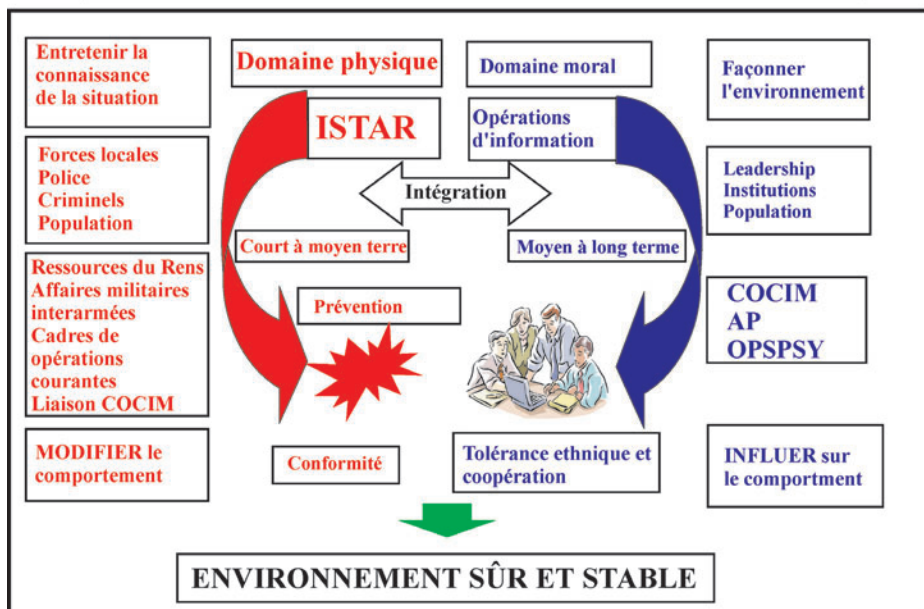 Entretenir la
connaissance
de la situation
Domaine physique
Domaine moral
Façonner
l'environnement
ISTAR
Opérations
d'information
Forces locales
Police
Criminels
Population
Intégration
Leadership
Institutions
Population
Court à moyen terre
Moyen à long terme
Ressources du Rens
Affaires militaires
interarmées
Cadres de
opérations
courantes
Liaison COCIM
Prévention
COCIM
AP
OPSPSY
MODIFIER le
comportement
Conformité
Tolérance ethnique et
coopération
INFLUER sur
le comportment
ENVIRONNEMENT SÛR ET STABLE